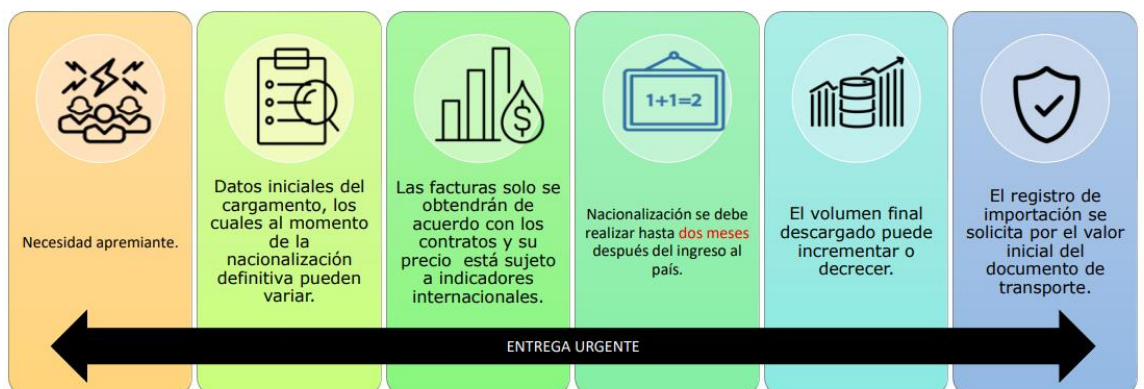 Necesidad apremiante.
Datos iniciales del
cargamento, los
cuales al momento
de la
nacionalización
definitiva pueden
variar.
$
Las facturas solo se
obtendrán de
acuerdo con los
contratos y su
precio está sujeto
a indicadores
internacionales.
1+1=2
Nacionalización se debe
realizar hasta dos meses
después del ingreso al
país.
El volumen final
descargado puede
incrementar o
decrecer.
El registro de
importación se
solicita por el valor
inicial del
documento de
transporte.
ENTREGA URGENTE